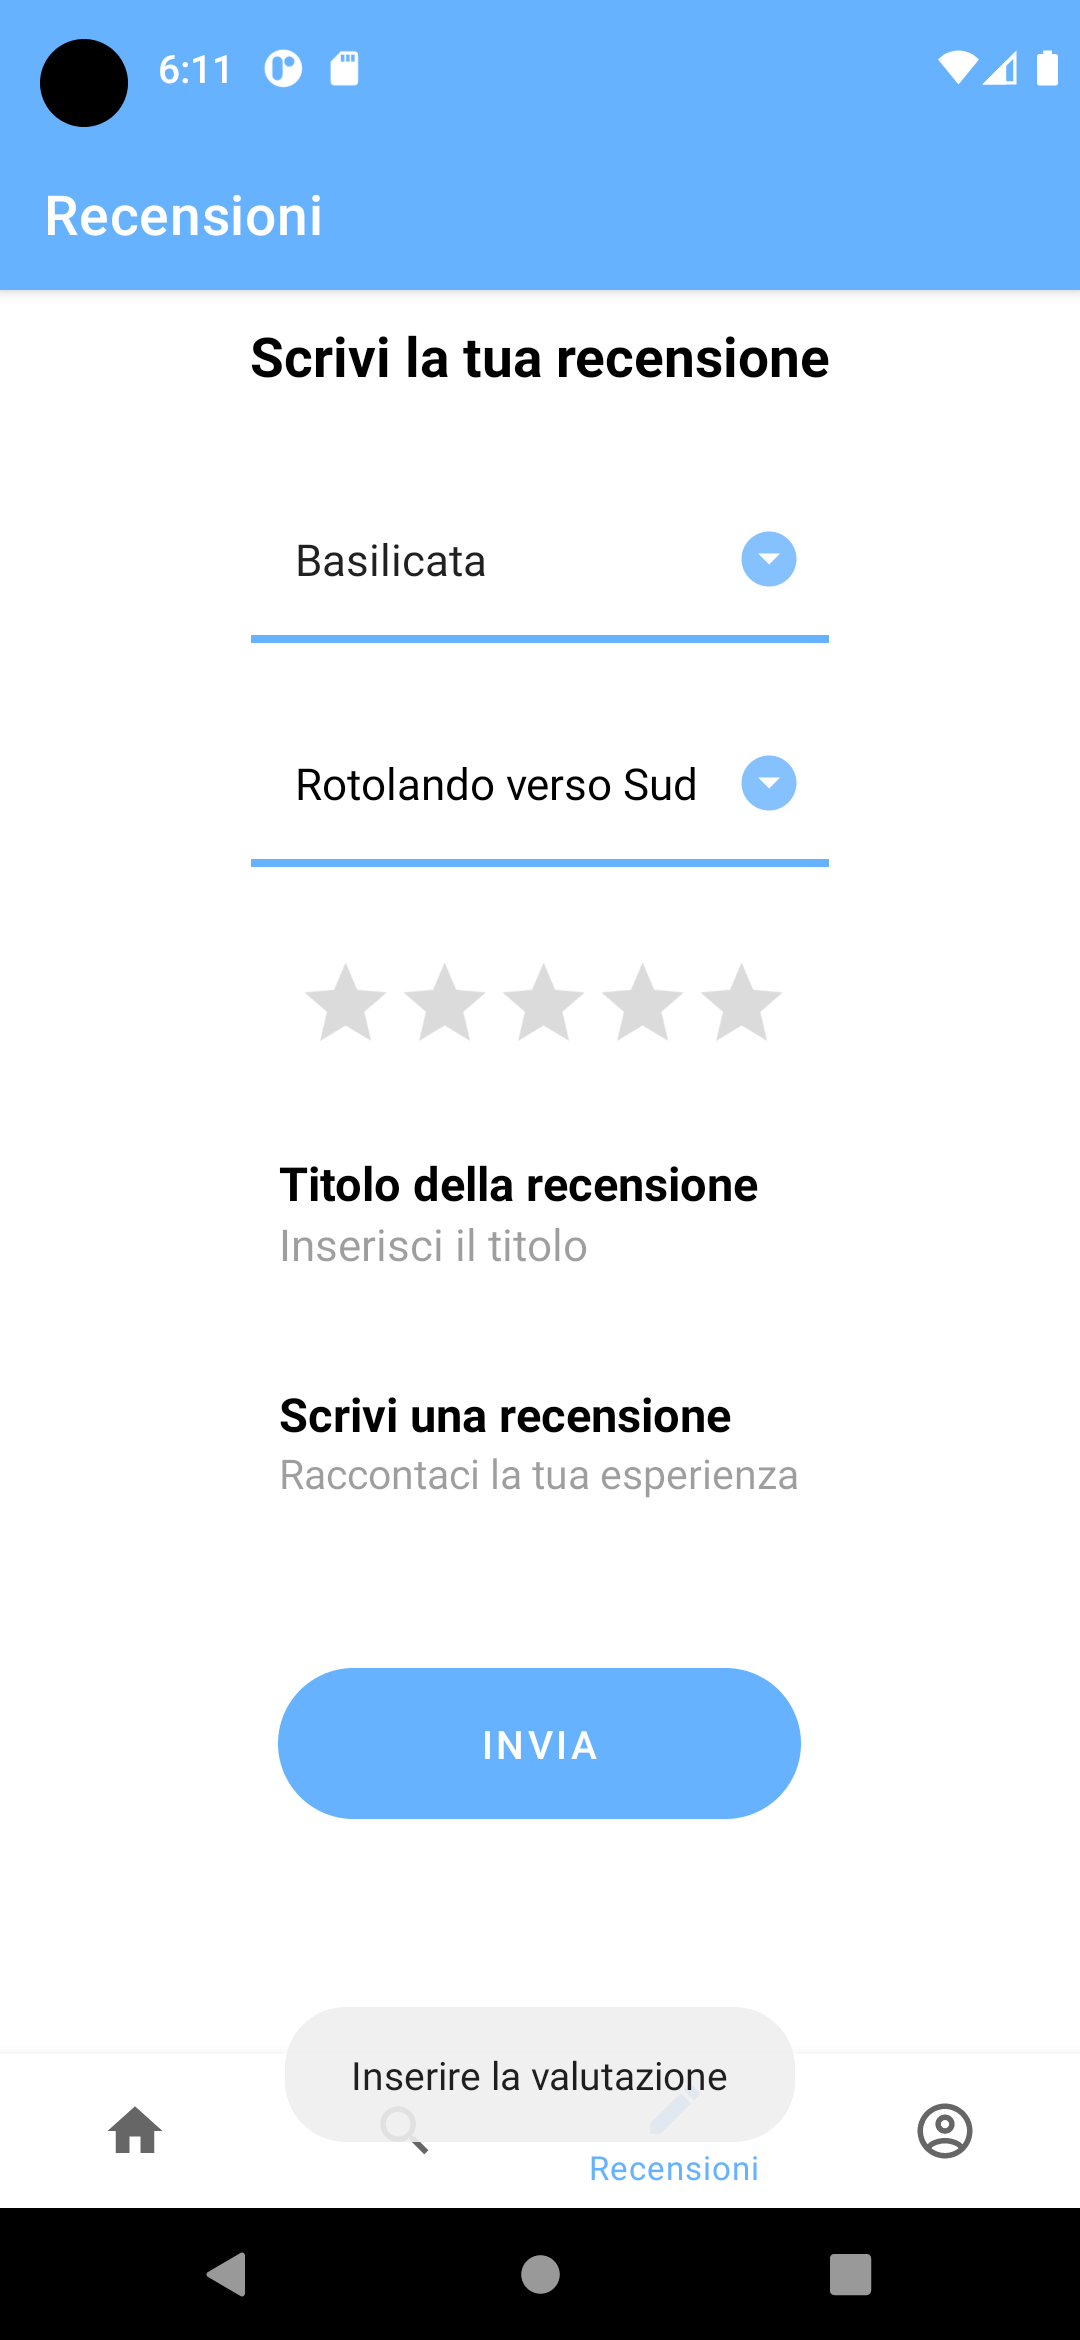 6:11
Recensioni
Scrivi la tua recensione
Basilicata
Rotolando verso Sud
Titolo della recensione
Inserisci il titolo
Scrivi una recensione
Raccontaci la tua esperienza
INVIA
Inserire la valutazione
Recensioni